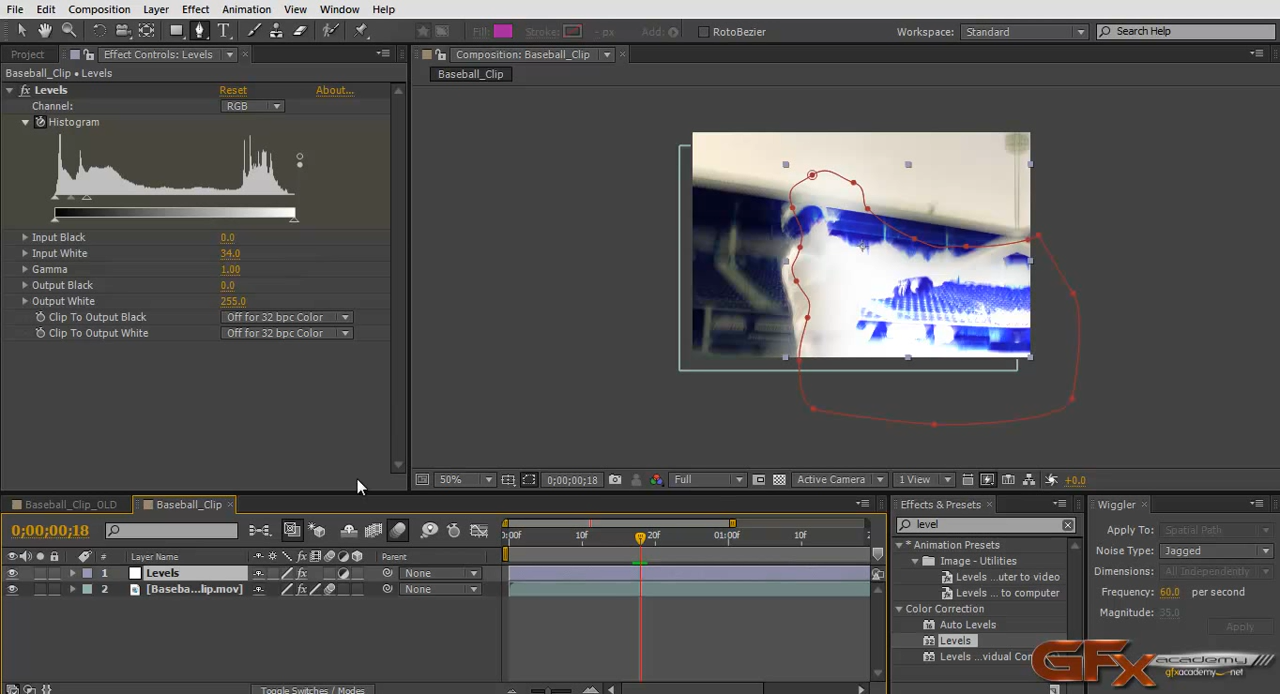 File Edit Composition Layer Effect Animation View Window Help
Fill: Stroke: - px Add: RotoBezier Workspace: Standard Search Help
Project Effect Controls: Levels Composition: Baseball_Clip
Baseball_Clip • Levels Baseball_Clip
fx Levels Reset About...
Channel: RGB
Histogram
Input Black 0.0
Input White 34.0
Gamma 1.00
Output Black 0.0
Output White 255.0
Clip To Output Black Off for 32 bpc Color
Clip To Output White Off for 32 bpc Color
50% 0;00;00;18 Full Active Camera 1 View +0.0
Baseball_Clip_OLD Baseball_Clip Effects & Presets Wiggler
0;00;00;18 level Apply To: Spatial Path
):00f 10f 20f 01:00f 10f * Animation Presets Noise Type: Jagged
# Layer Name Parent Image - Utilities Dimensions: All Independently
1 Levels fx None Levels ...uter to video Frequency: 60.0 per second
2 [Baseba...lip.mov] fx None Levels ... to computer Magnitude: 35.0
Color Correction Apply
Auto Levels
Levels
Levels ...vidual Con
GFX academy
gfxacademy.net
Toggle Switches / Modes